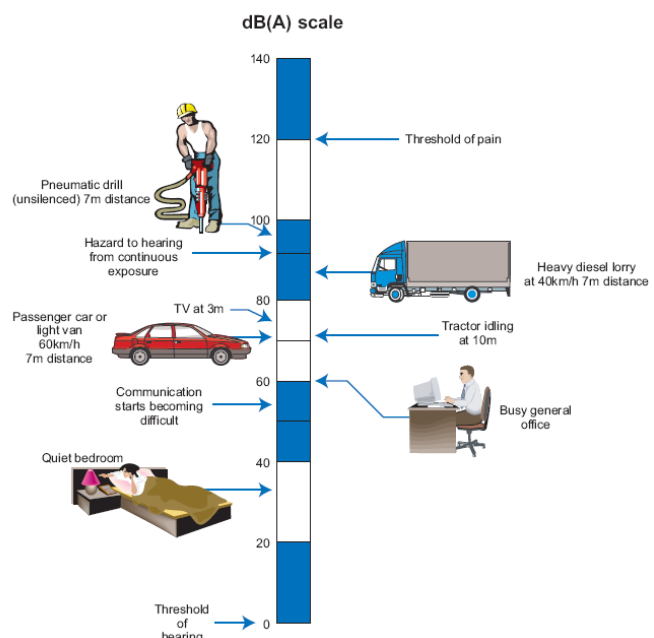 dB(A) scale
140
120
Threshold of pain
Pneumatic drill
(unsilenced) 7m distance
100
Hazard to hearing
from continuous
exposure
Heavy diesel lorry
at 40km/h 7m distance
80
TV at 3m
Passenger car or
light van
60km/h
7m distance
Tractor idling
at 10m
60
Communication
starts becoming
difficult
Busy general
office
Quiet bedroom
40
20
Threshold
of
hearing
0